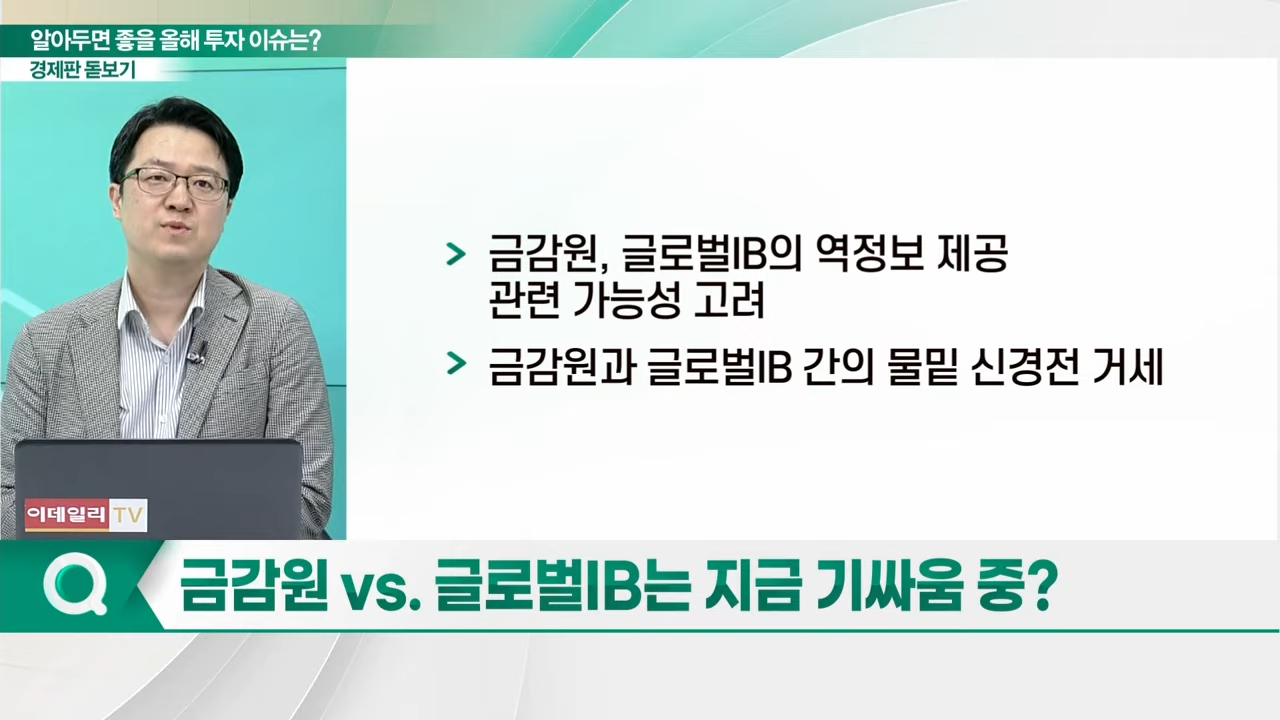 알아두면 좋을 올해 투자 이슈는?
경제판 돋보기
금감원, 글로벌IB의 역정보 제공
관련 가능성 고려
금감원과 글로벌IB 간의 물밑 신경전 거세
이데일리 TV
금감원 vs. 글로벌IB는 지금 기싸움 중?